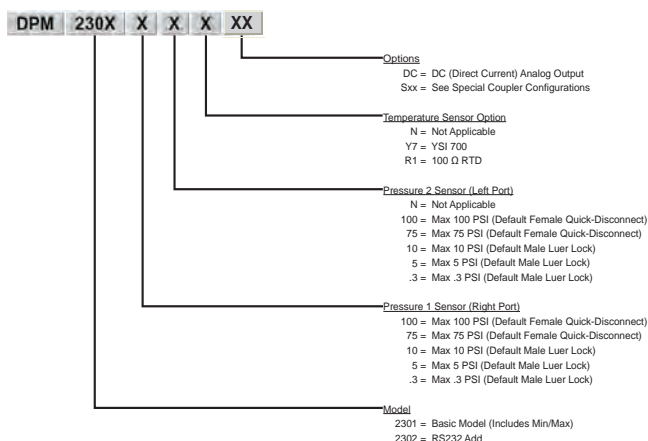 DPM 230X X X X XX
Options
DC = DC (Direct Current) Analog Output
Sxx = See Special Coupler Configurations
Temperature Sensor Option
N = Not Applicable
Y7 = YSI 700
R1 = 100 Ω RTD
Pressure 2 Sensor (Left Port)
N = Not Applicable
100 = Max 100 PSI (Default Female Quick-Disconnect)
75 = Max 75 PSI (Default Female Quick-Disconnect)
10 = Max 10 PSI (Default Male Luer Lock)
5 = Max 5 PSI (Default Male Luer Lock)
.3 = Max .3 PSI (Default Male Luer Lock)
Pressure 1 Sensor (Right Port)
100 = Max 100 PSI (Default Female Quick-Disconnect)
75 = Max 75 PSI (Default Female Quick-Disconnect)
10 = Max 10 PSI (Default Male Luer Lock)
5 = Max 5 PSI (Default Male Luer Lock)
.3 = Max .3 PSI (Default Male Luer Lock)
Model
2301 = Basic Model (Includes Min/Max)
2302 = RS232 Add